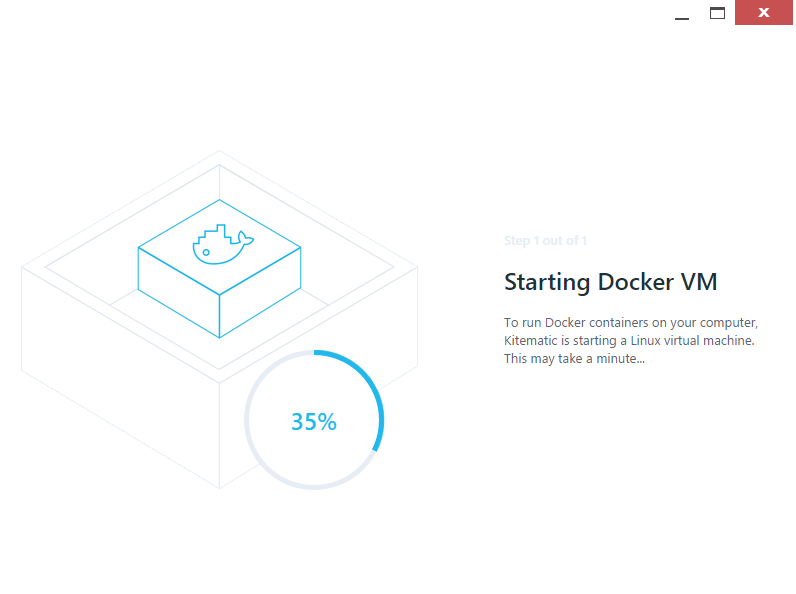 Step 1 out of 1
Starting Docker VM
To run Docker containers on your computer,
Kitematic is starting a Linux virtual machine.
This may take a minute...
35%